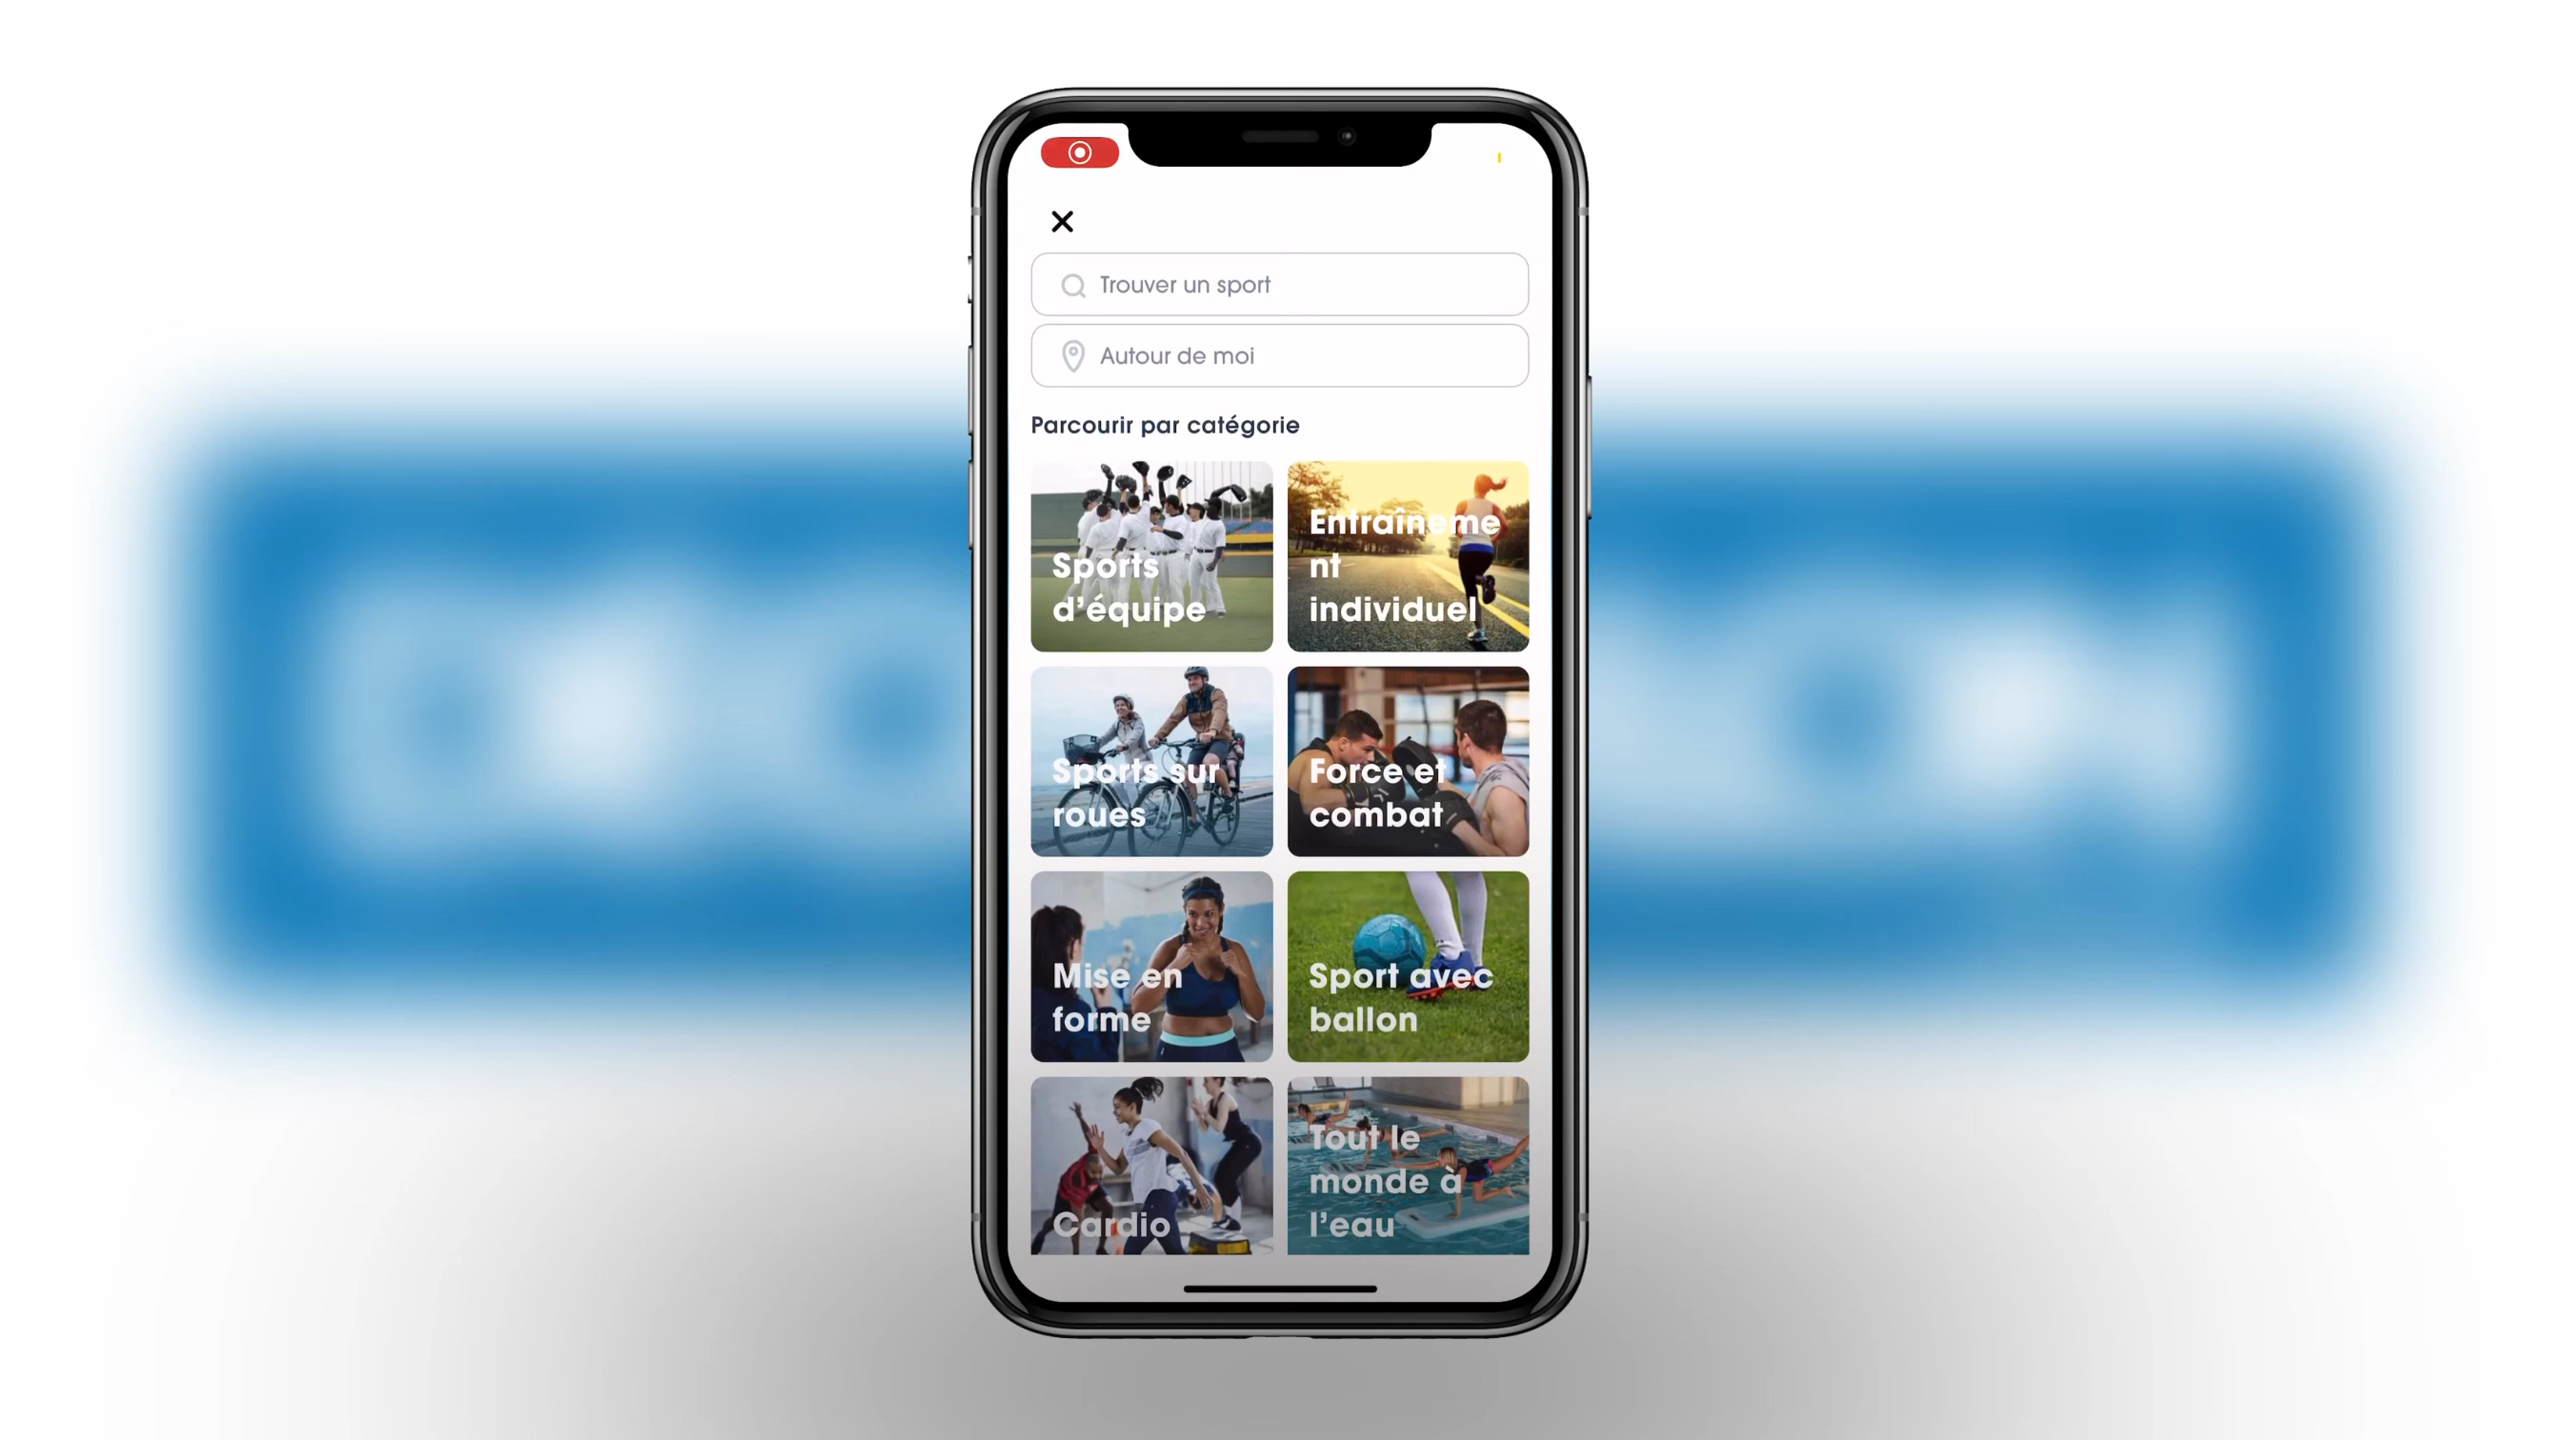 Trouver un sport
Autour de moi
Parcourir par catégorie
Sports
d'équipe
Entraîneme
nt
individuel
Sports sur
roues
Force et
combat
Mise en
forme
Sport avec
ballon
Cardio
Tout le
monde à
l'eau